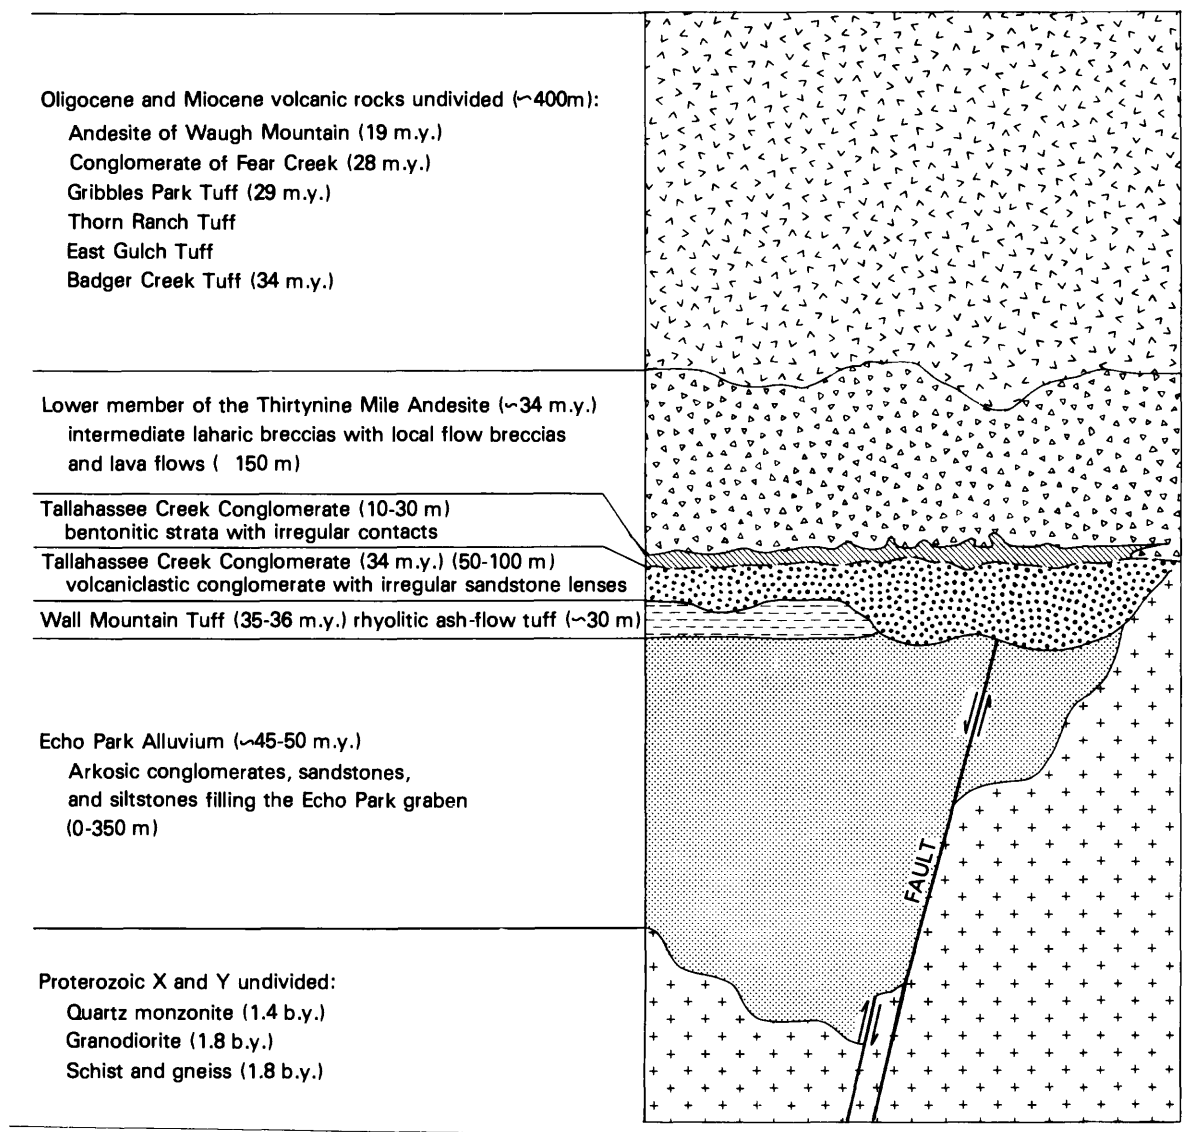 Oligocene and Miocene volcanic rocks undivided (~400m):
Andesite of Waugh Mountain (19 m.y.)
Conglomerate of Fear Creek (28 m.y.)
Gribbles Park Tuff (29 m.y.)
Thorn Ranch Tuff
East Gulch Tuff
Badger Creek Tuff (34 m.y.)
Lower member of the Thirtynine Mile Andesite (~34 m.y.)
intermediate laharic breccias with local flow breccias
and lava flows ( 150 m)
Tallahassee Creek Conglomerate (10-30 m)
bentonitic strata with irregular contacts
Tallahassee Creek Conglomerate (34 m.y.) (50-100 m)
volcaniclastic conglomerate with irregular sandstone lenses
Wall Mountain Tuff (35-36 m.y.) rhyolitic ash-flow tuff (~30 m)
Echo Park Alluvium (~45-50 m.y.)
Arkosic conglomerates, sandstones,
and siltstones filling the Echo Park graben
(0-350 m)
FAULT
Proterozoic X and Y undivided:
Quartz monzonite (1.4 b.y.)
Granodiorite (1.8 b.y.)
Schist and gneiss (1.8 b.y.)